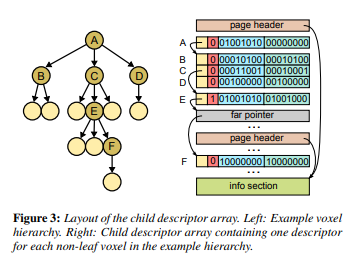 page header
A
A 0 01001010 00000000
B C D
B 0 00010100 00010100
C 0 00011001 00010001
D 0 00100000 00100000
E
E 1 01001010 01001000
far pointer
...
F
page header
...
F 0 10000000 10000000
info section
Figure 3: Layout of the child descriptor array. Left: Example voxel
hierarchy. Right: Child descriptor array containing one descriptor
for each non-leaf voxel in the example hierarchy.